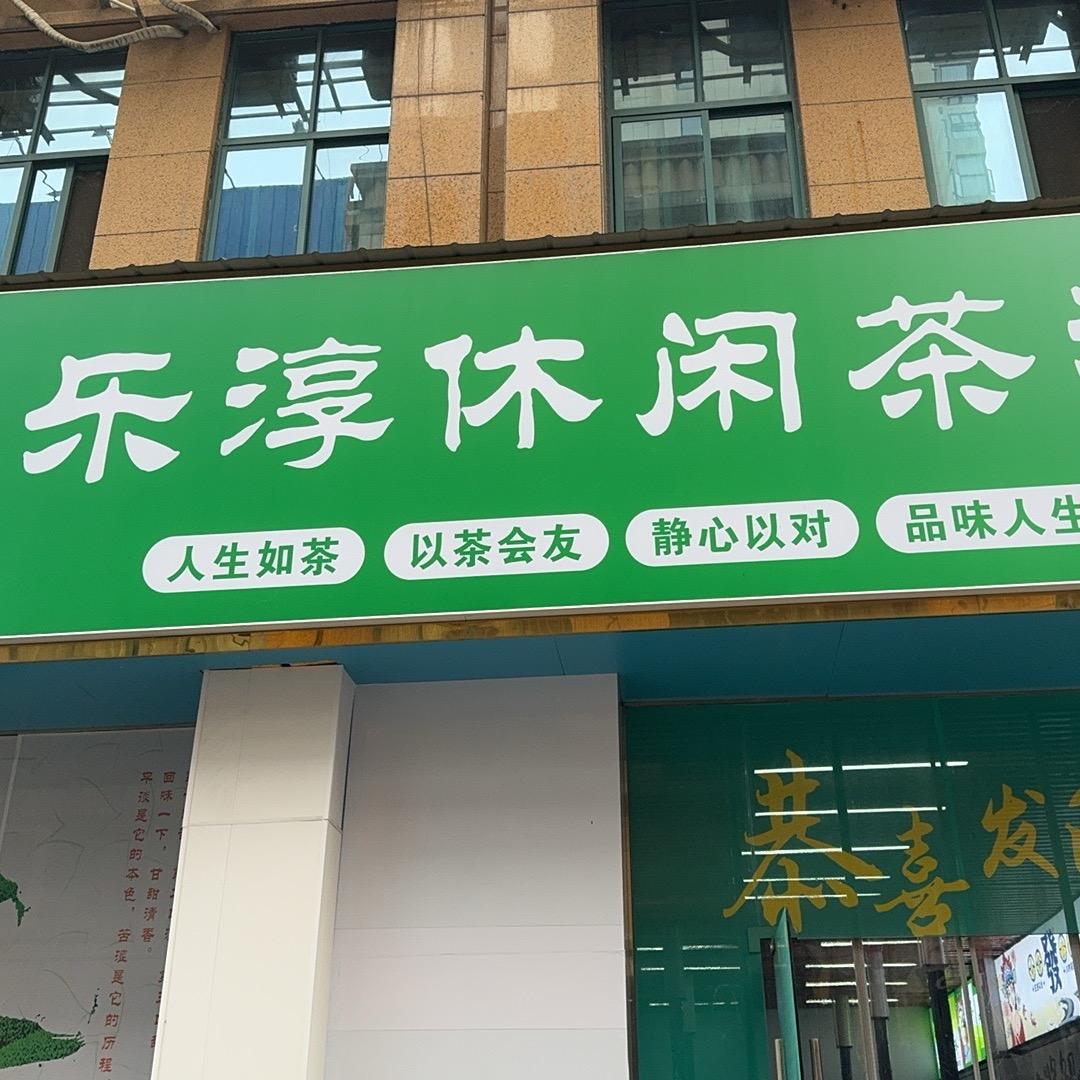 乐淳休闲茶
人生如茶 以茶会友 静心以对 品味人生
恭喜发
回味一下，甘甜清香。
平淡是它的本色，苦涩是它的历程
發